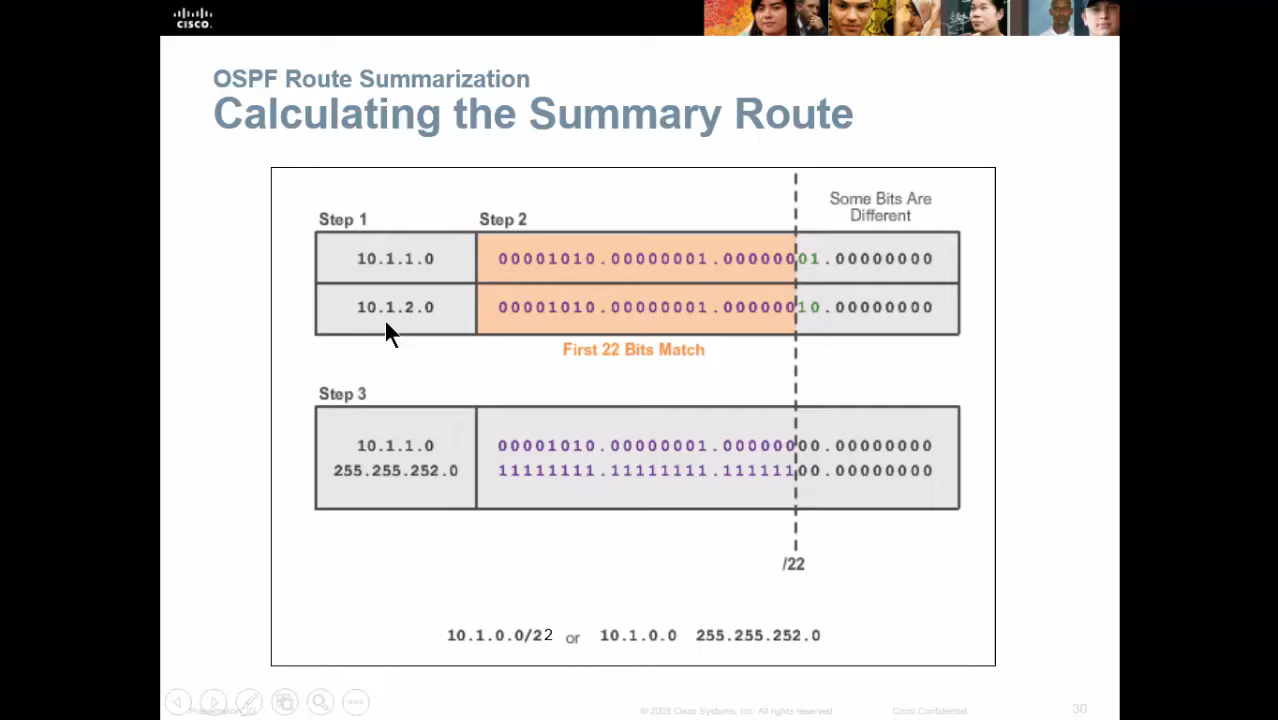 CISCO.
OSPF Route Summarization
Calculating the Summary Route
Some Bits Are
Different
Step 1
Step 2
10.1.1.0
00001010.00000001.00000001.00000000
10.1.2.0
00001010.00000001.00000010.00000000
First 22 Bits Match
Step 3
10.1.1.0
00001010.00000001.00000000.00000000
255.255.252.0
11111111.11111111.11111100.00000000
/22
10.1.0.0/22 or 10.1.0.0 255.255.252.0
Presentation_ID
© 2008 Cisco Systems, Inc. All rights reserved.
Cisco Confidential
30